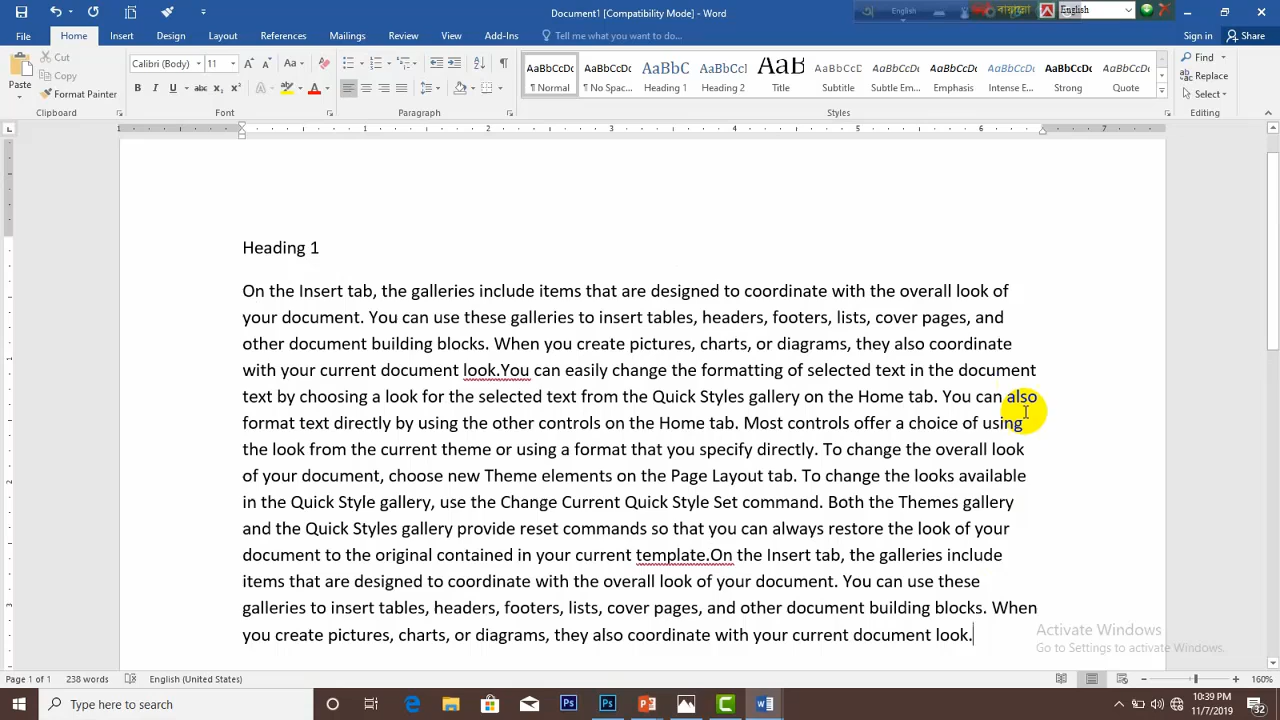 Document1 [Compatibility Mode] - Word
English
English
File Home Insert Design Layout References Mailings Review View Add-Ins Tell me what you want to do... Sign in Share
Paste
Cut
Copy
Format Painter
Clipboard
Calibri (Body) 11
Font
Paragraph
AaBbCcDc AaBbCcDc AaBbC AaBbCcI AaB AaBbCcD AaBbCcDc AaBbCcDc AaBbCcDc AaBbCcDc AaBbCcDc
¶ Normal ¶ No Spac... Heading 1 Heading 2 Title Subtitle Subtle Em... Emphasis Intense E... Strong Quote
Styles
Find
Replace
Select
Editing
1 1 2 3 4 5 6 7
Heading 1
On the Insert tab, the galleries include items that are designed to coordinate with the overall look of
your document. You can use these galleries to insert tables, headers, footers, lists, cover pages, and
other document building blocks. When you create pictures, charts, or diagrams, they also coordinate
with your current document look.You can easily change the formatting of selected text in the document
text by choosing a look for the selected text from the Quick Styles gallery on the Home tab. You can also
format text directly by using the other controls on the Home tab. Most controls offer a choice of using
the look from the current theme or using a format that you specify directly. To change the overall look
of your document, choose new Theme elements on the Page Layout tab. To change the looks available
in the Quick Style gallery, use the Change Current Quick Style Set command. Both the Themes gallery
and the Quick Styles gallery provide reset commands so that you can always restore the look of your
document to the original contained in your current template.On the Insert tab, the galleries include
items that are designed to coordinate with the overall look of your document. You can use these
galleries to insert tables, headers, footers, lists, cover pages, and other document building blocks. When
you create pictures, charts, or diagrams, they also coordinate with your current document look.
Activate Windows
Go to Settings to activate Windows.
Page 1 of 1 238 words English (United States) 160%
Type here to search
10:39 PM
11/7/2019
32